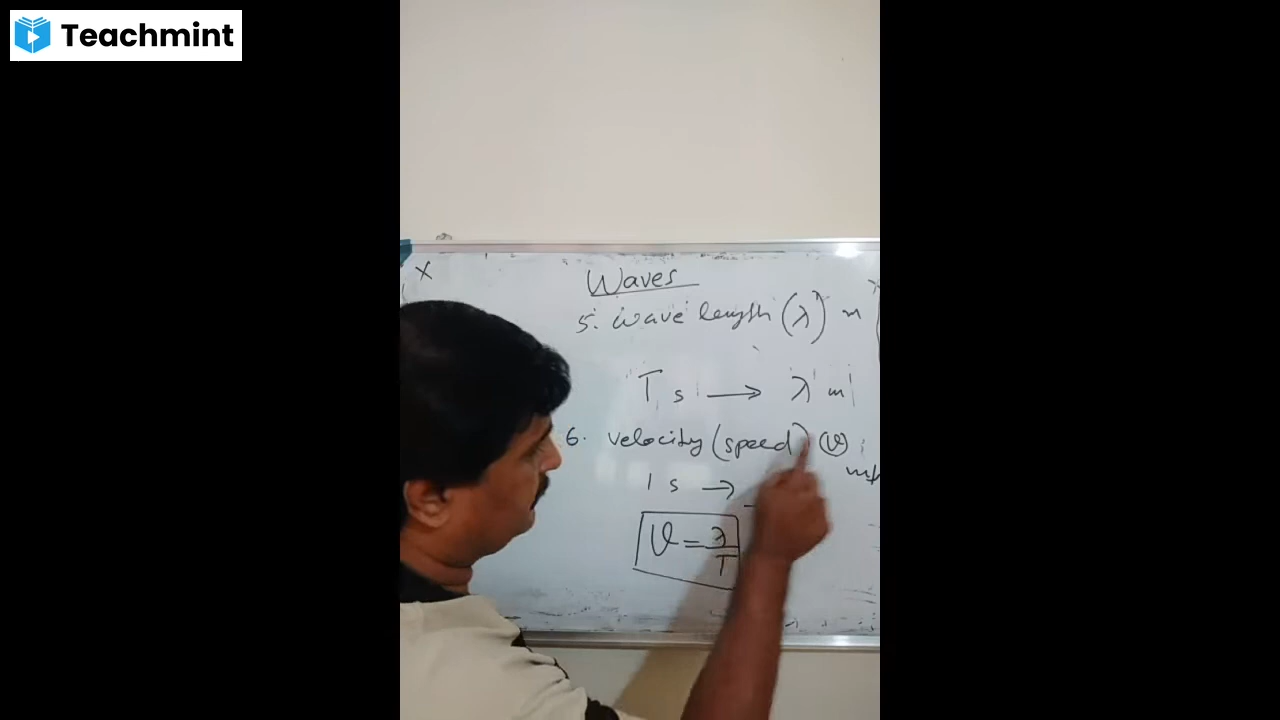 Teachmint
x
Waves
5. wave length (λ) m
T s → λ m
6. velocity (speed) (v)
1 s →
v = λ/T